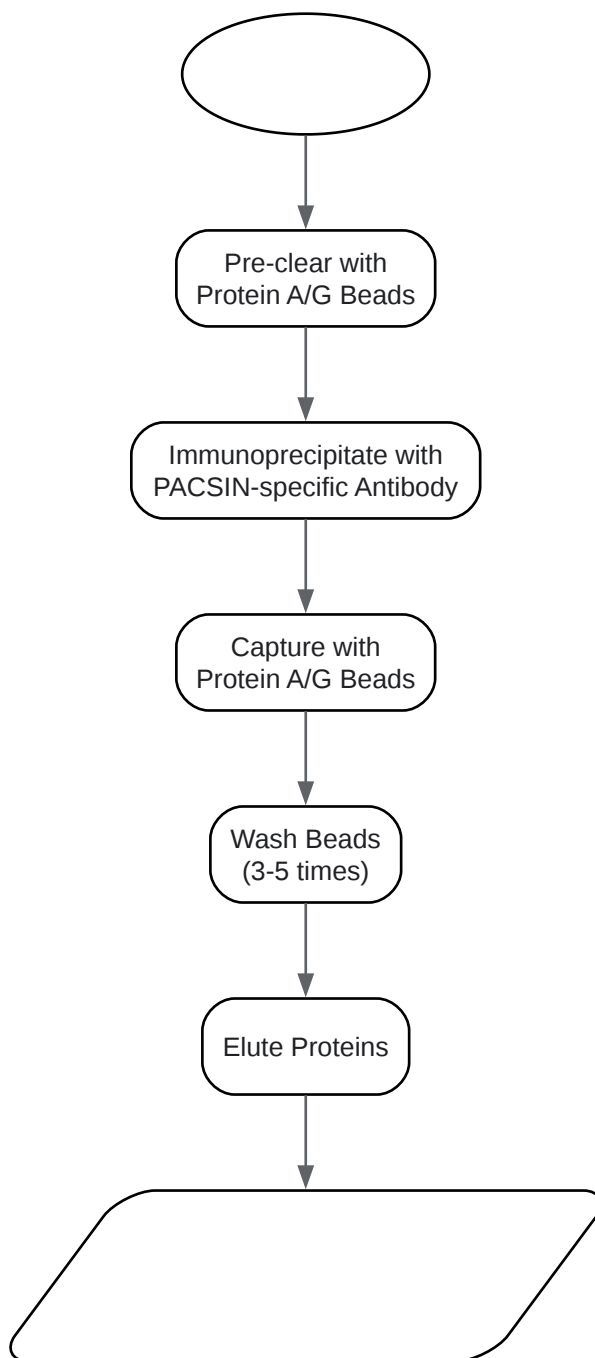 Pre-clear with
Protein A/G Beads
Immunoprecipitate with
PACSIN-specific Antibody
Capture with
Protein A/G Beads
Wash Beads
(3-5 times)
Elute Proteins